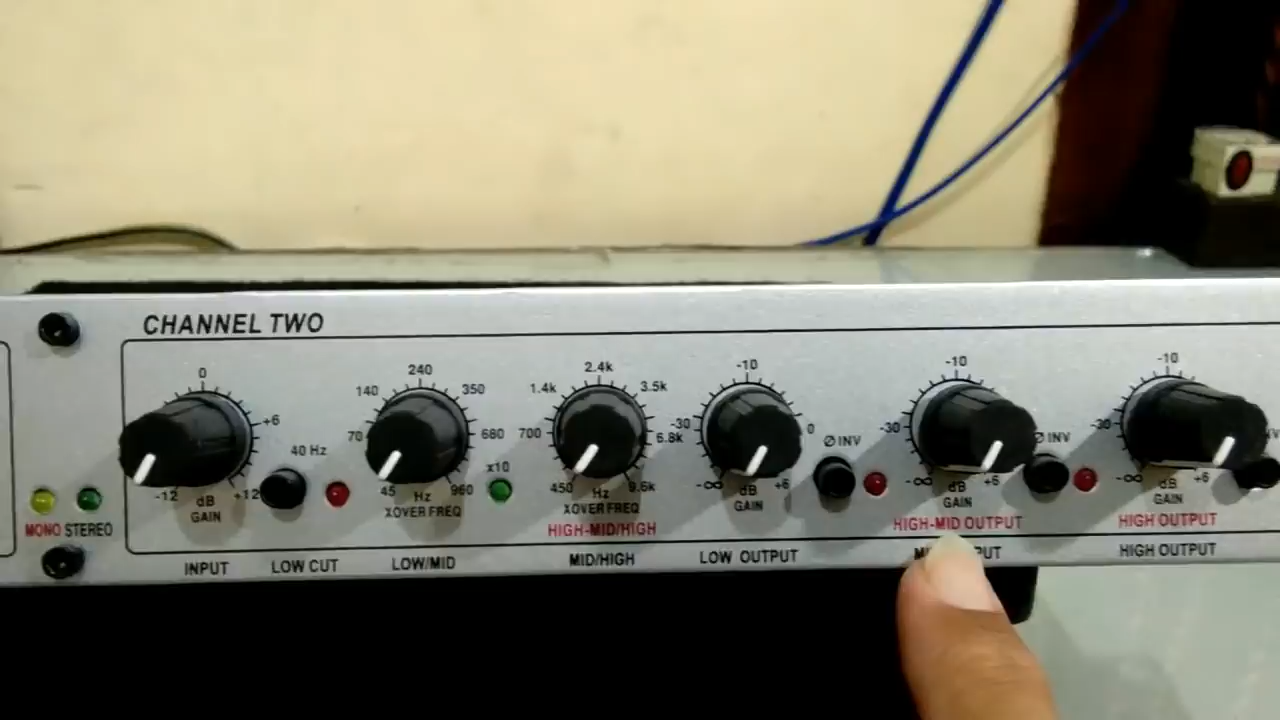 CHANNEL TWO
0
+6
-12
+12
dB
GAIN
INPUT
MONO STEREO
40 Hz
LOW CUT
240
140
350
70
680
45
Hz
960
XOVER FREQ
LOW/MID
x10
2.4k
1.4k
3.5k
700
6.8k
450
Hz
9.6k
XOVER FREQ
HIGH-MID/HIGH
MID/HIGH
-10
-30
0
-∞
dB
+6
GAIN
LOW OUTPUT
Ø INV
-10
-30
-∞
dB
+6
GAIN
HIGH-MID OUTPUT
Ø INV
-10
-30
-∞
dB
+6
GAIN
HIGH OUTPUT
HIGH OUTPUT